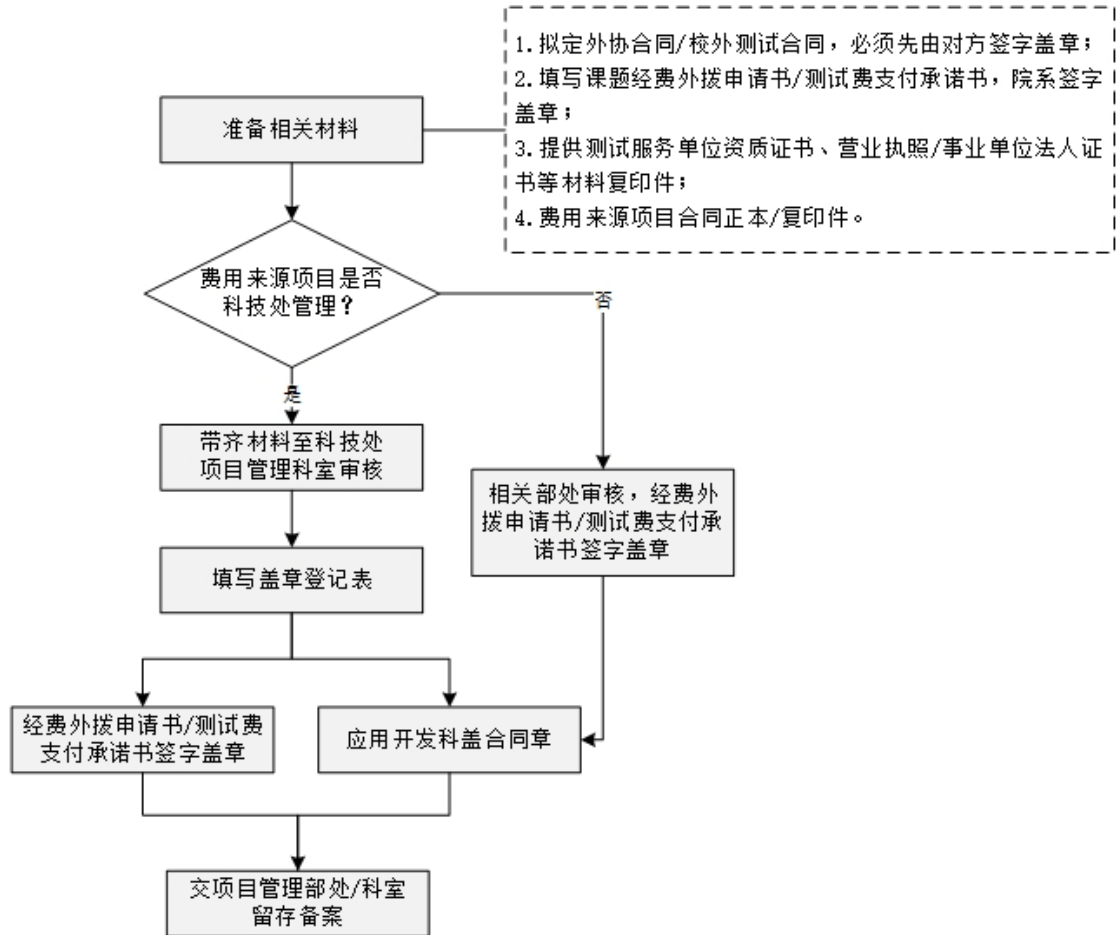 1.拟定外协合同/校外测试合同，必须先由对方签字盖章；
2.填写课题经费外拨申请书/测试费支付承诺书，院系签字
盖章；
3.提供测试服务单位资质证书、营业执照/事业单位法人证
书等材料复印件；
4.费用来源项目合同正本/复印件。
准备相关材料
费用来源项目是否
科技处管理？
否
是
带齐材料至科技处
项目管理科室审核
相关部处审核，经费外
拨申请书/测试费支付承
诺书签字盖章
填写盖章登记表
经费外拨申请书/测试费
支付承诺书签字盖章
应用开发科盖合同章
交项目管理部处/科室
留存备案